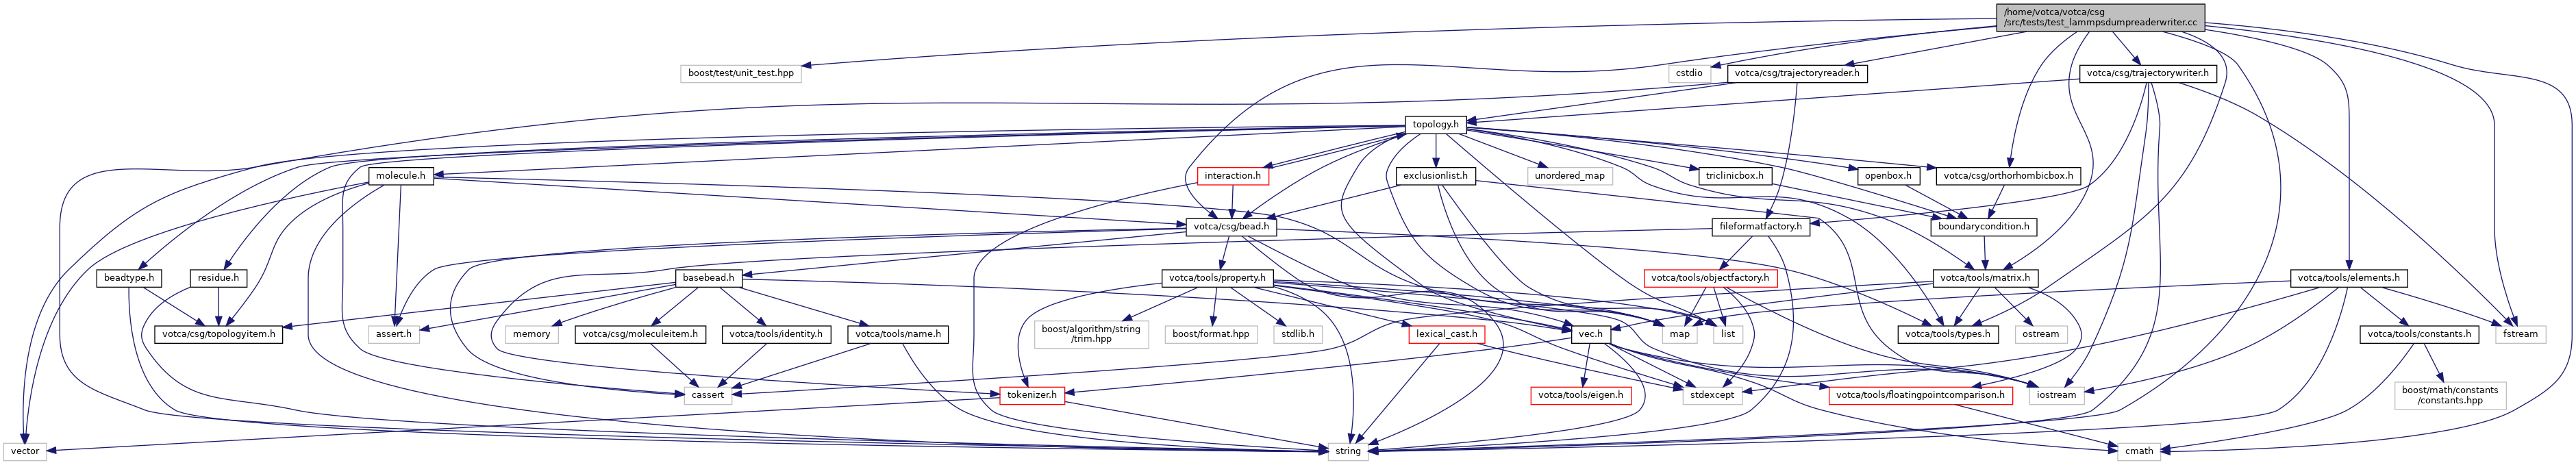 /home/votca/votca/csg
/src/tests/test_lammpsdumpreaderwriter.cc
boost/test/unit_test.hpp
cstdio
votca/csg/trajectoryreader.h
votca/csg/trajectorywriter.h
topology.h
molecule.h
interaction.h
exclusionlist.h
unordered_map
triclinicbox.h
openbox.h
votca/csg/orthorhombicbox.h
votca/csg/bead.h
fileformatfactory.h
boundarycondition.h
beadtype.h
residue.h
basebead.h
votca/tools/property.h
votca/tools/objectfactory.h
votca/tools/matrix.h
votca/tools/elements.h
votca/csg/topologyitem.h
assert.h
memory
votca/csg/moleculeitem.h
votca/tools/identity.h
votca/tools/name.h
boost/algorithm/string
/trim.hpp
boost/format.hpp
stdlib.h
lexical_cast.h
vec.h
map
list
votca/tools/types.h
ostream
votca/tools/constants.h
fstream
cassert
tokenizer.h
votca/tools/eigen.h
stdexcept
votca/tools/floatingpointcomparison.h
iostream
boost/math/constants
/constants.hpp
vector
string
cmath